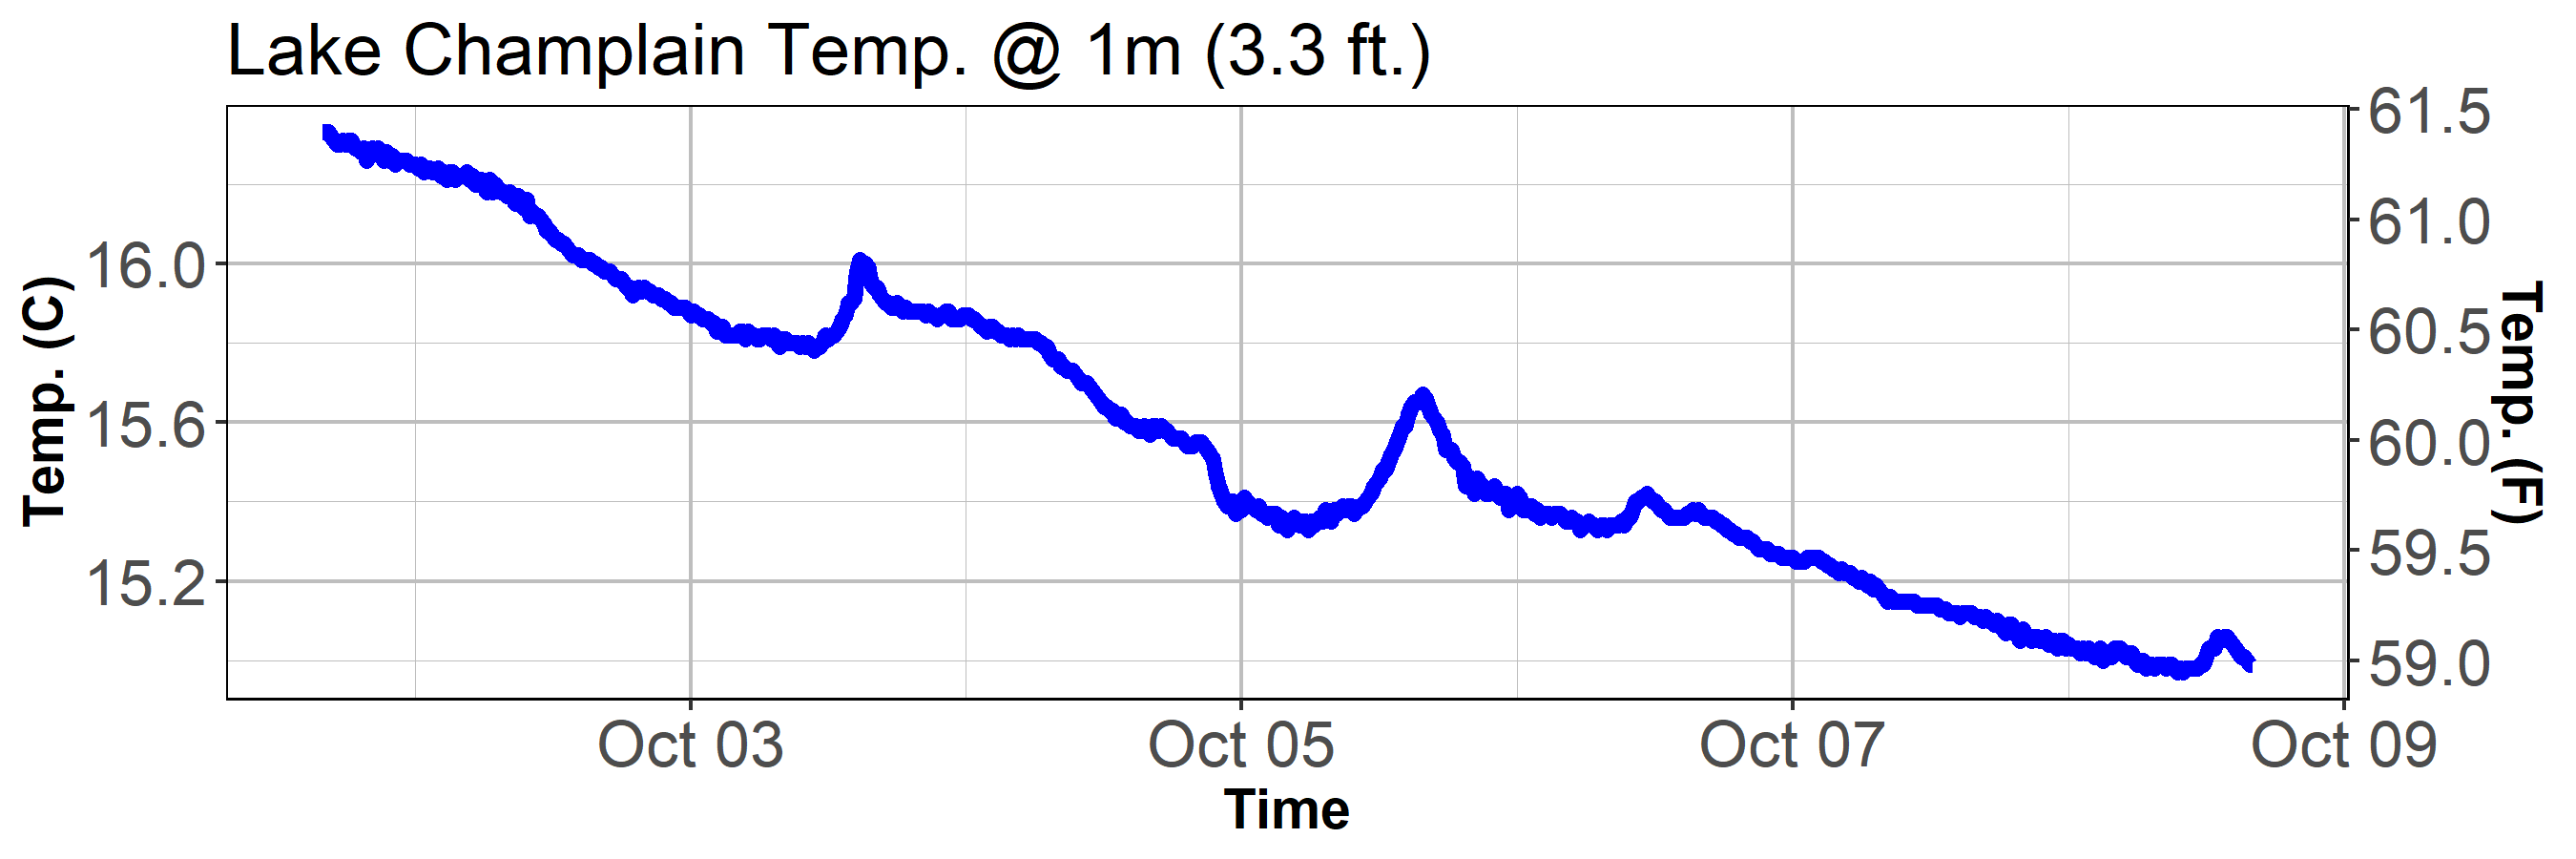 Lake Champlain Temp. @ 1m (3.3 ft.)
Temp. (C)
16.0
15.6
15.2
61.5
61.0
60.5
60.0
59.5
59.0
Temp. (F)
Oct 03 Oct 05 Oct 07 Oct 09
Time